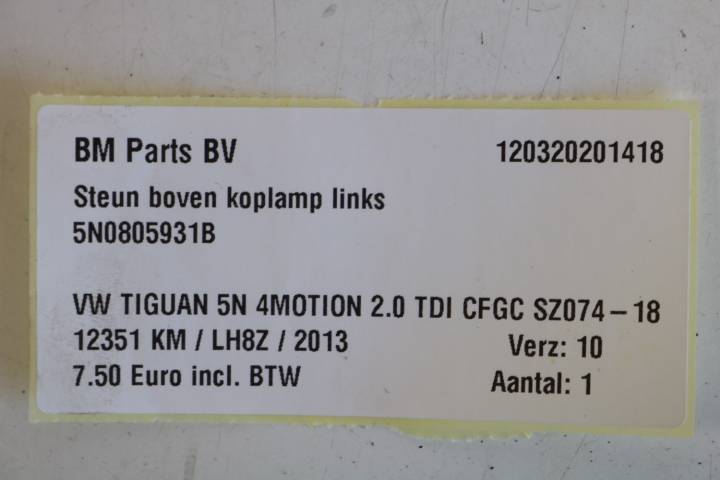 BM Parts BV 120320201418
Steun boven koplamp links
5N0805931B
VW TIGUAN 5N 4MOTION 2.0 TDI CFGC SZ074-18
12351 KM / LH8Z / 2013 Verz: 10
7.50 Euro incl. BTW Aantal: 1